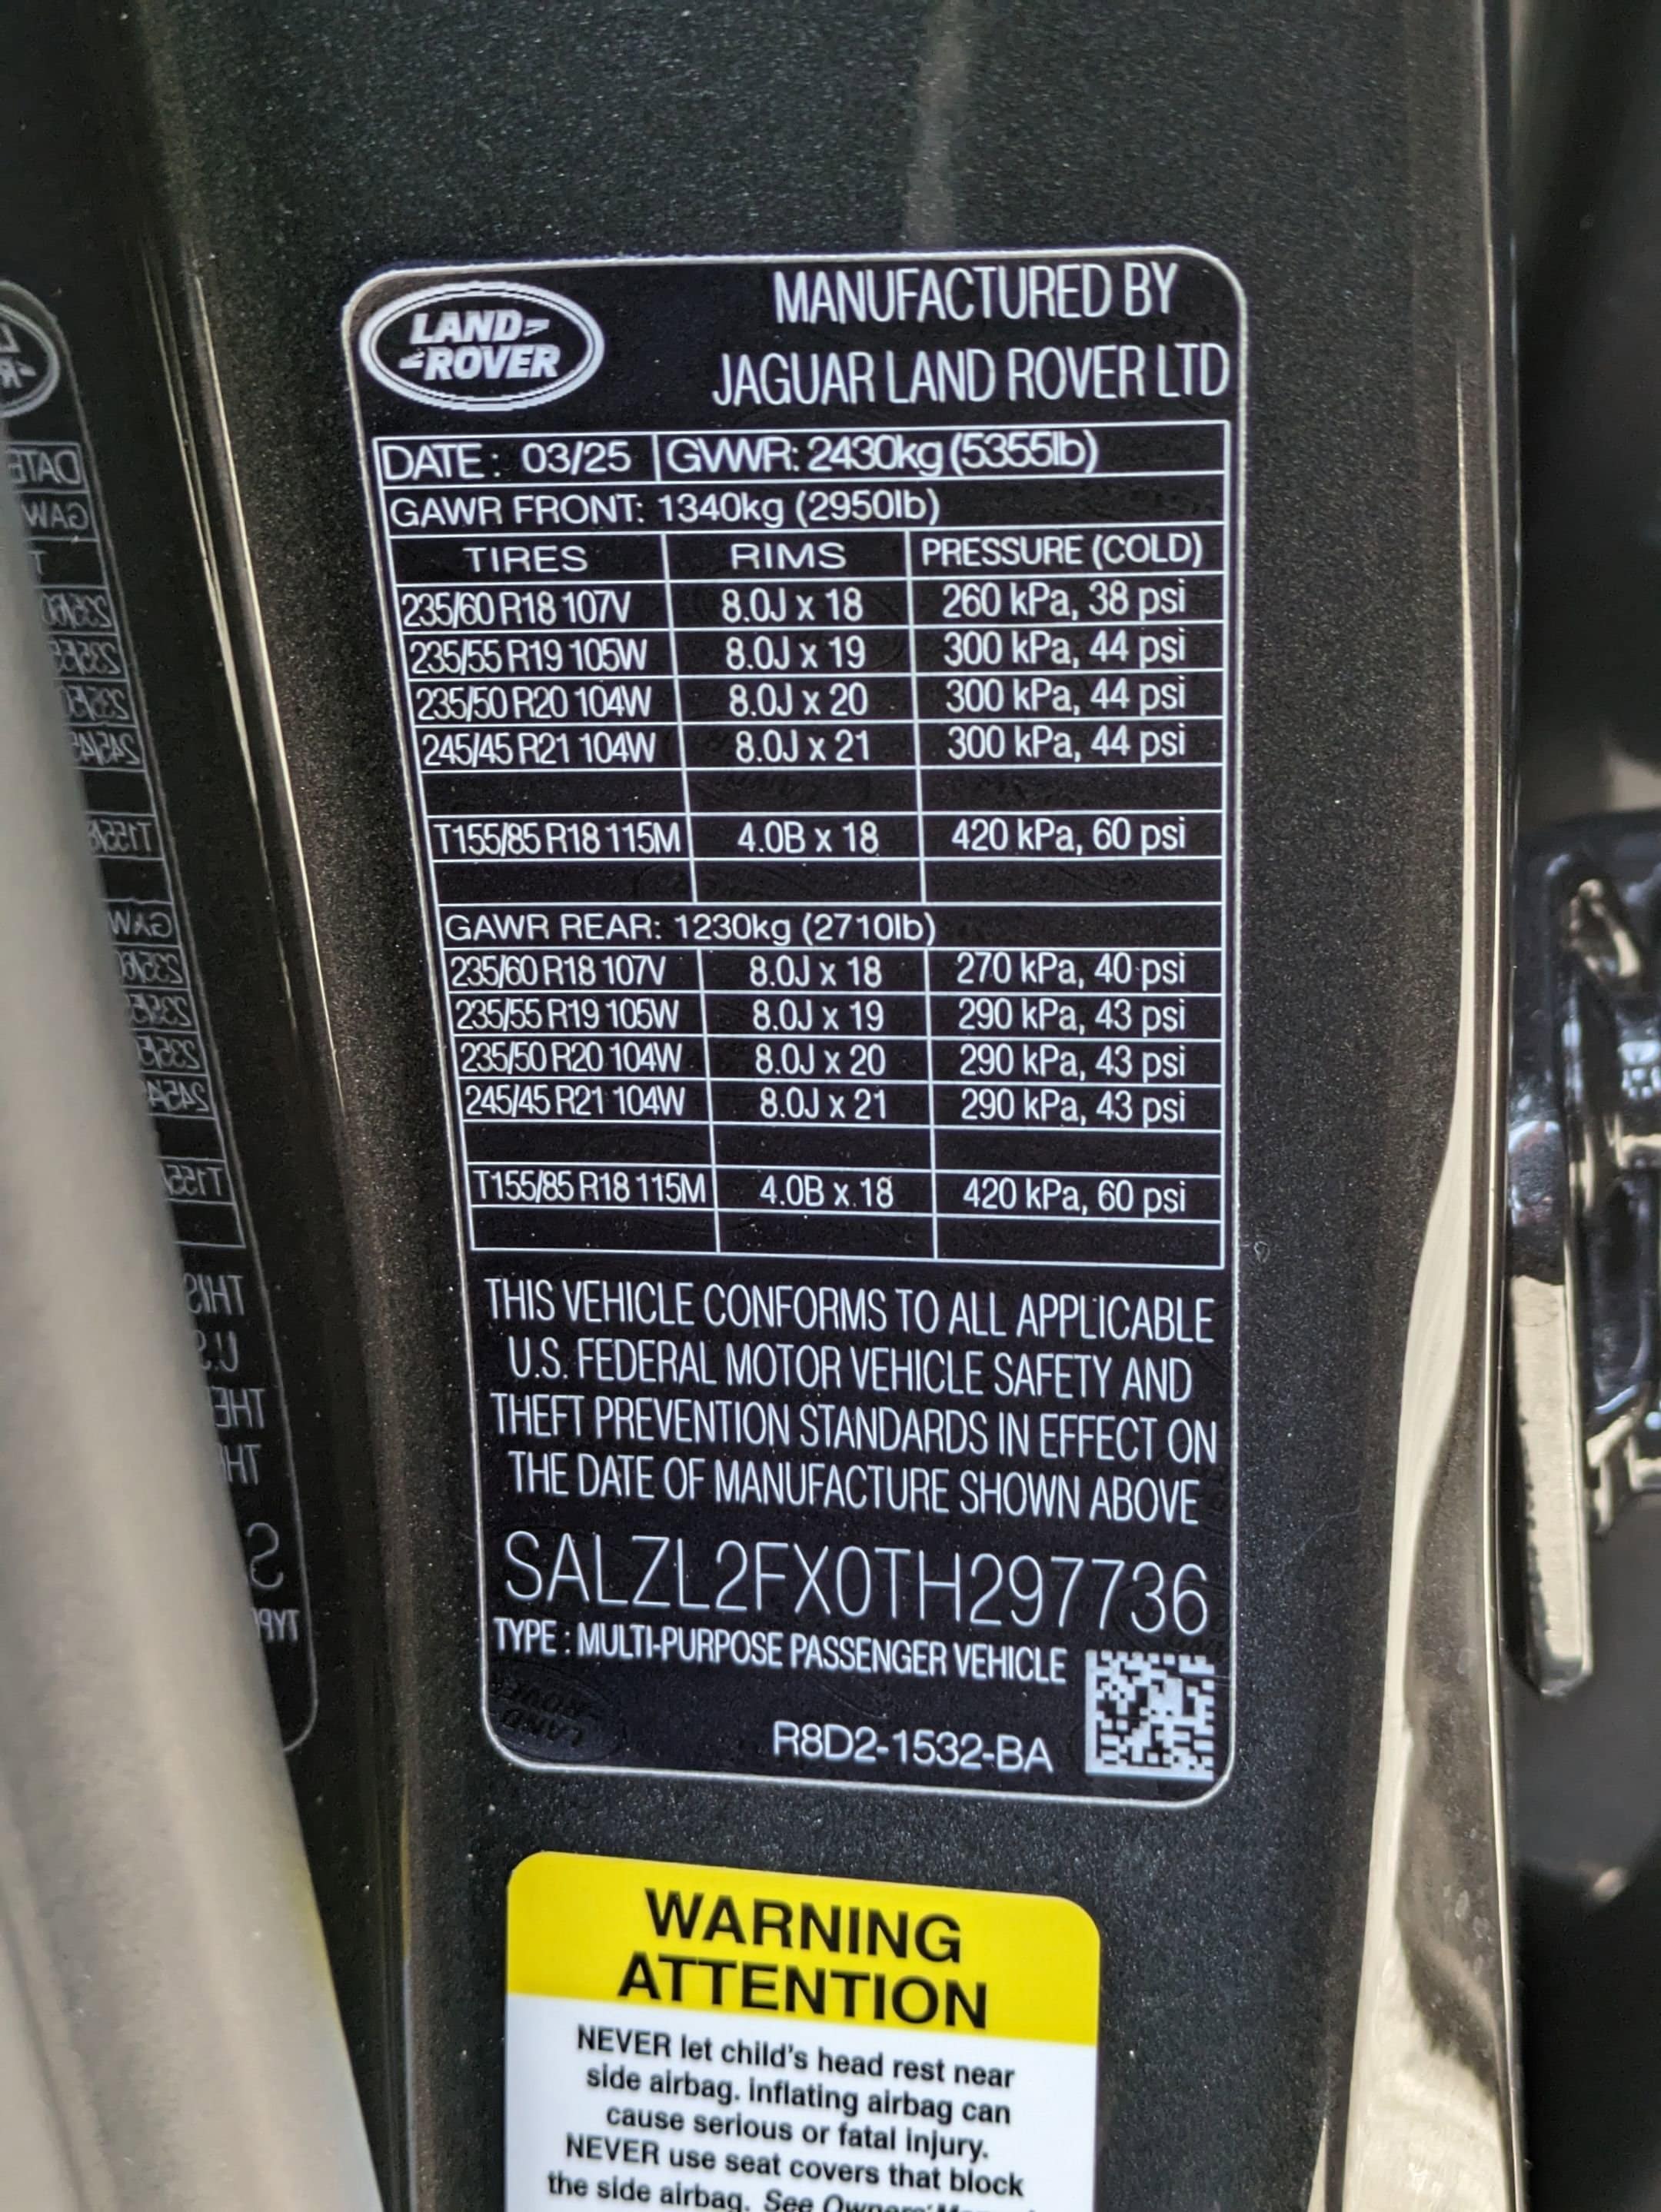 LAND
ROVER
MANUFACTURED BY
JAGUAR LAND ROVER LTD
DATE: 03/25 GVWR: 2430kg (5355lb)
GAWR FRONT: 1340kg (2950lb)
TIRES RIMS PRESSURE (COLD)
235/60 R18 107V 8.0J x 18 260 kPa, 38 psi
235/55 R19 105W 8.0J x 19 300 kPa, 44 psi
235/50 R20 104W 8.0J x 20 300 kPa, 44 psi
245/45 R21 104W 8.0J x 21 300 kPa, 44 psi
T155/85 R18 115M 4.0B x 18 420 kPa, 60 psi
GAWR REAR: 1230kg (2710lb)
235/60 R18 107V 8.0J x 18 270 kPa, 40 psi
235/55 R19 105W 8.0J x 19 290 kPa, 43 psi
235/50 R20 104W 8.0J x 20 290 kPa, 43 psi
245/45 R21 104W 8.0J x 21 290 kPa, 43 psi
T155/85 R18 115M 4.0B x 18 420 kPa, 60 psi
THIS VEHICLE CONFORMS TO ALL APPLICABLE
U.S. FEDERAL MOTOR VEHICLE SAFETY AND
THEFT PREVENTION STANDARDS IN EFFECT ON
THE DATE OF MANUFACTURE SHOWN ABOVE
SALZL2FX0TH297736
TYPE : MULTI-PURPOSE PASSENGER VEHICLE
R8D2-1532-BA
WARNING
ATTENTION
NEVER let child's head rest near
side airbag. Inflating airbag can
cause serious or fatal injury.
NEVER use seat covers that block
the side airbag. See Owners'